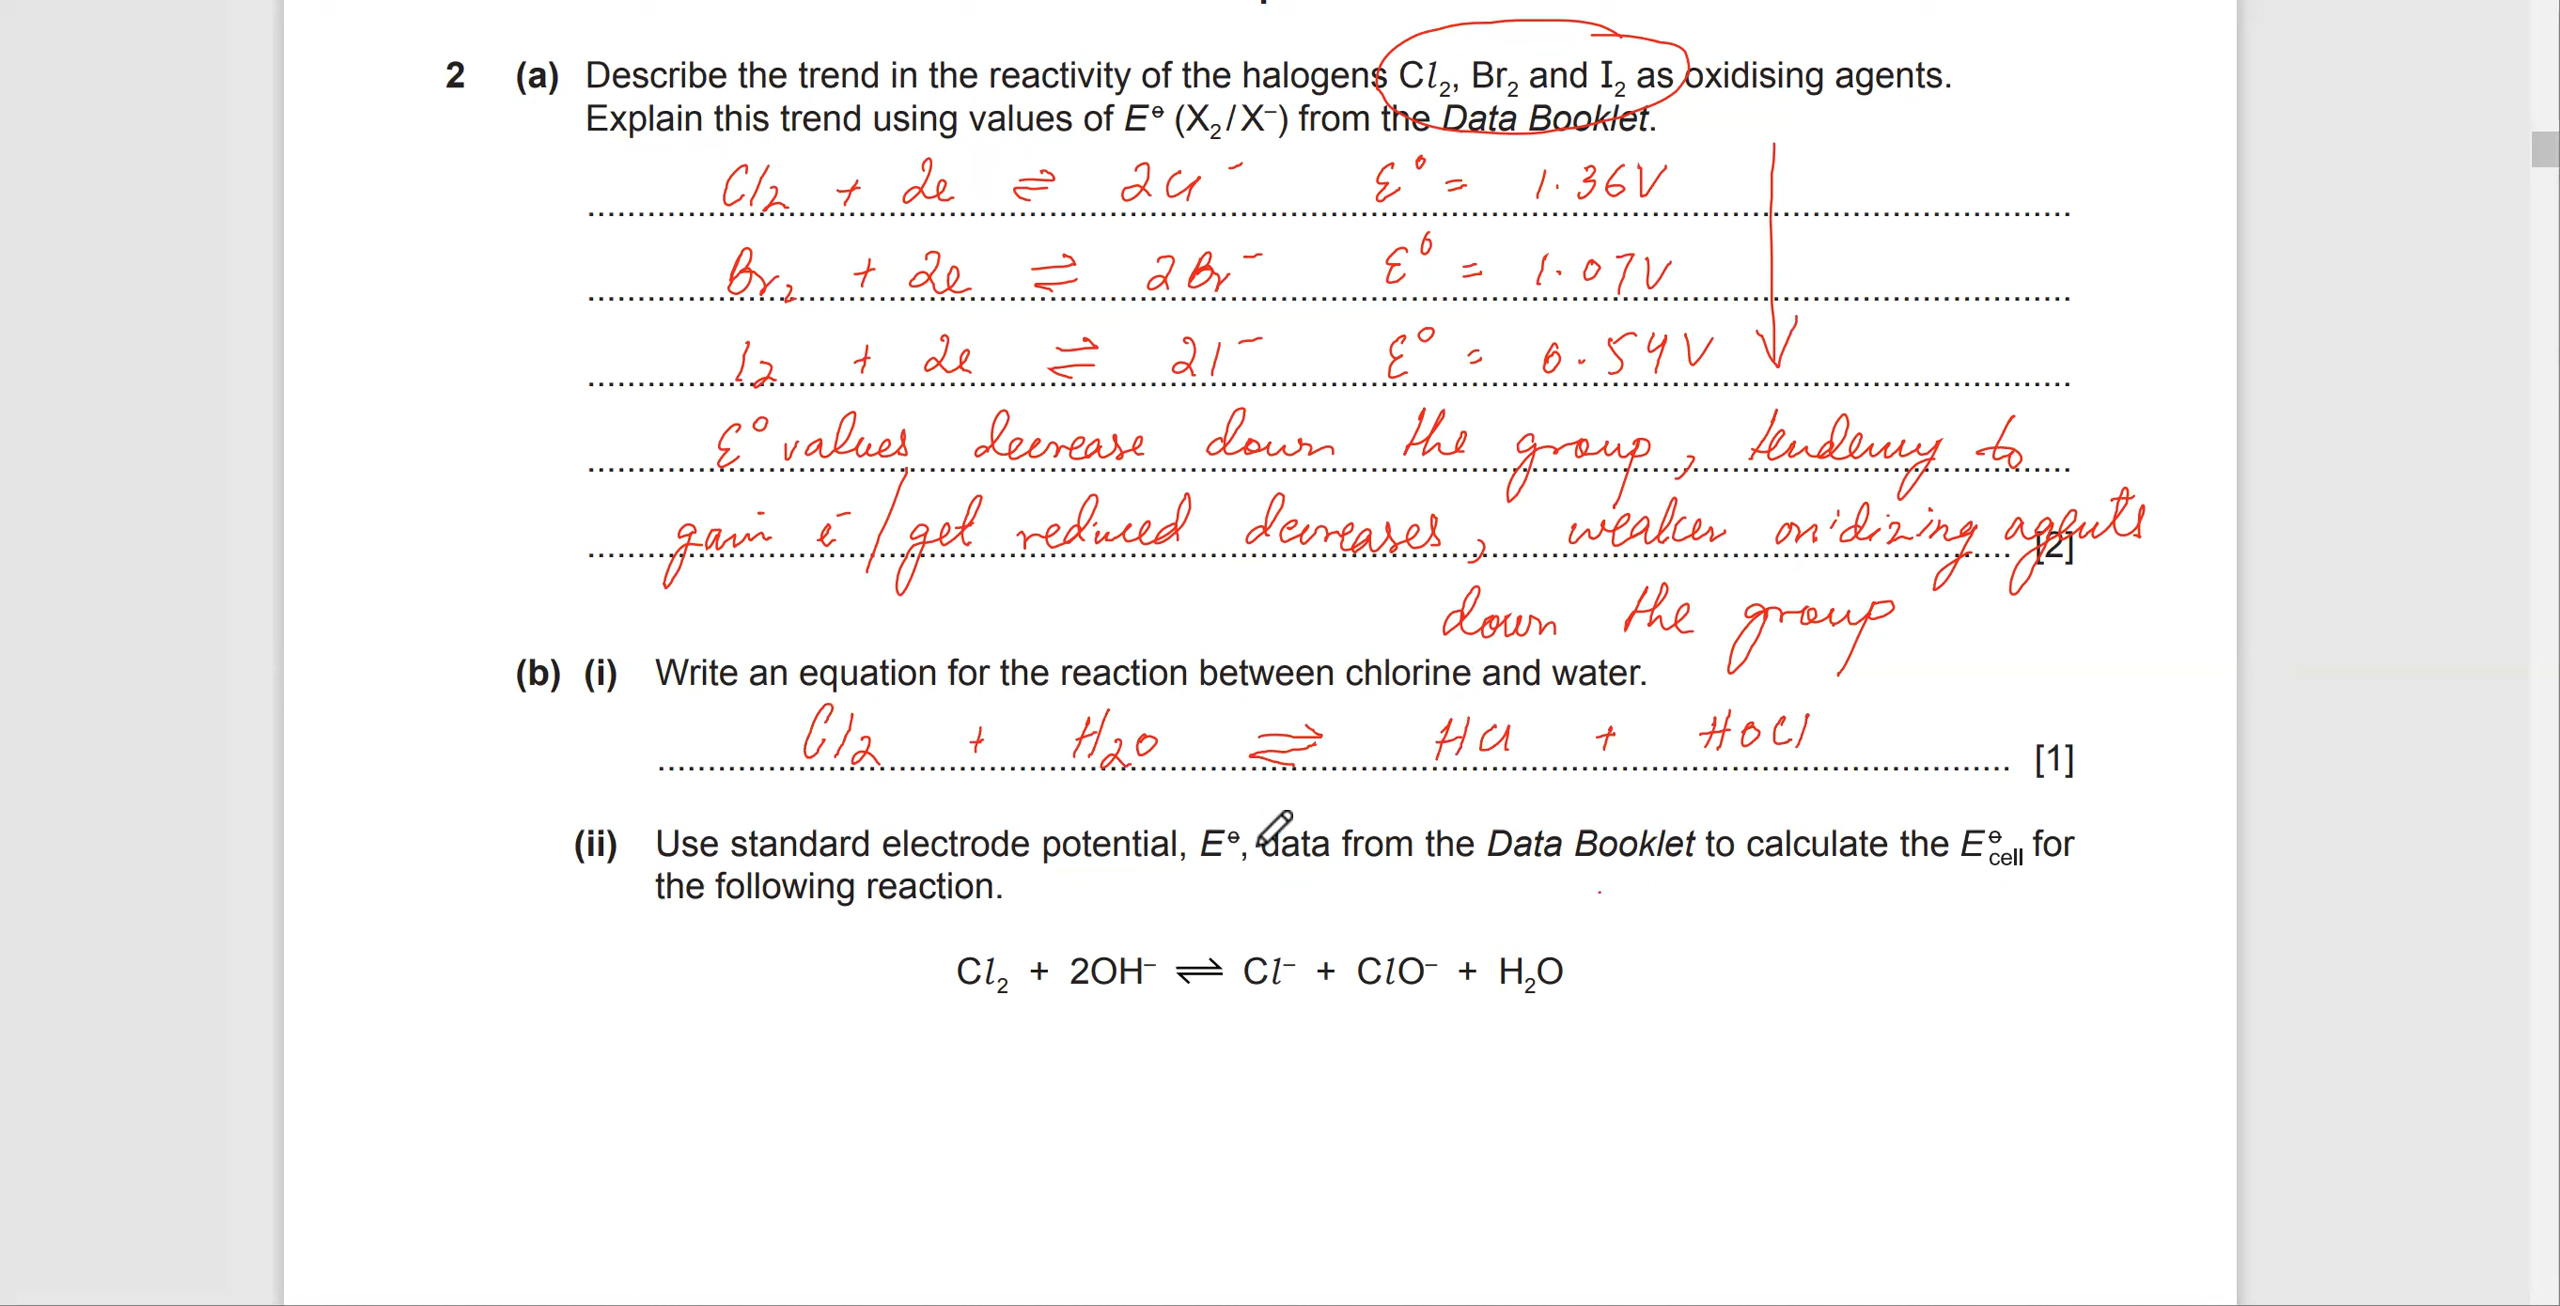 2 (a) Describe the trend in the reactivity of the halogens Cl₂, Br₂ and I₂ as oxidising agents.
Explain this trend using values of E⦵ (X₂/X⁻) from the Data Booklet.
Cl2 + 2e ⇌ 2Cl⁻ E° = 1.36V
Br₂ + 2e ⇌ 2Br⁻ E° = 1.07V
I2 + 2e ⇌ 2I⁻ E° = 0.54V
E° values decrease down the group, tendency to
gain e⁻/get reduced decreases, weaker oxidizing agents [2]
down the group
(b) (i) Write an equation for the reaction between chlorine and water.
Cl2 + H2O ⇌ HCl + HOCl [1]
(ii) Use standard electrode potential, E⦵, data from the Data Booklet to calculate the E⦵cell for
the following reaction.
Cl₂ + 2OH⁻ ⇌ Cl⁻ + ClO⁻ + H₂O